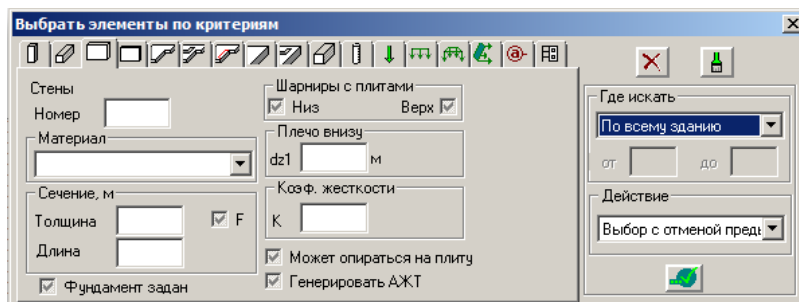 Выбрать элементы по критериям
Стены
Номер
Материал
Сечение, м
Толщина
F
Длина
Фундамент задан
Шарниры с плитами
Низ
Верх
Плечо внизу
dz1
м
Коэф. жесткости
К
Может опираться на плиту
Генерировать АЖТ
Где искать
По всему зданию
от
до
Действие
Выбор с отменой преды